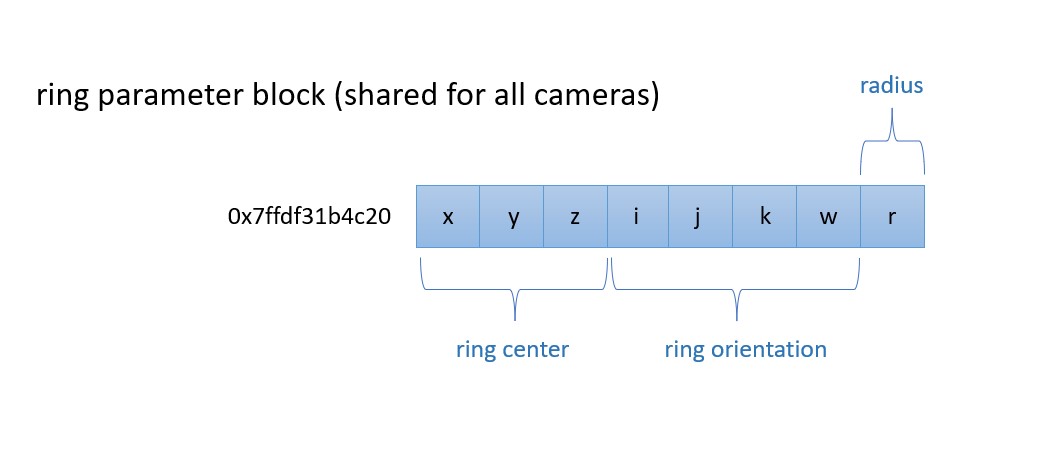 ring parameter block (shared for all cameras)
radius
0x7ffdf31b4c20 x y z i j k w r
ring center ring orientation